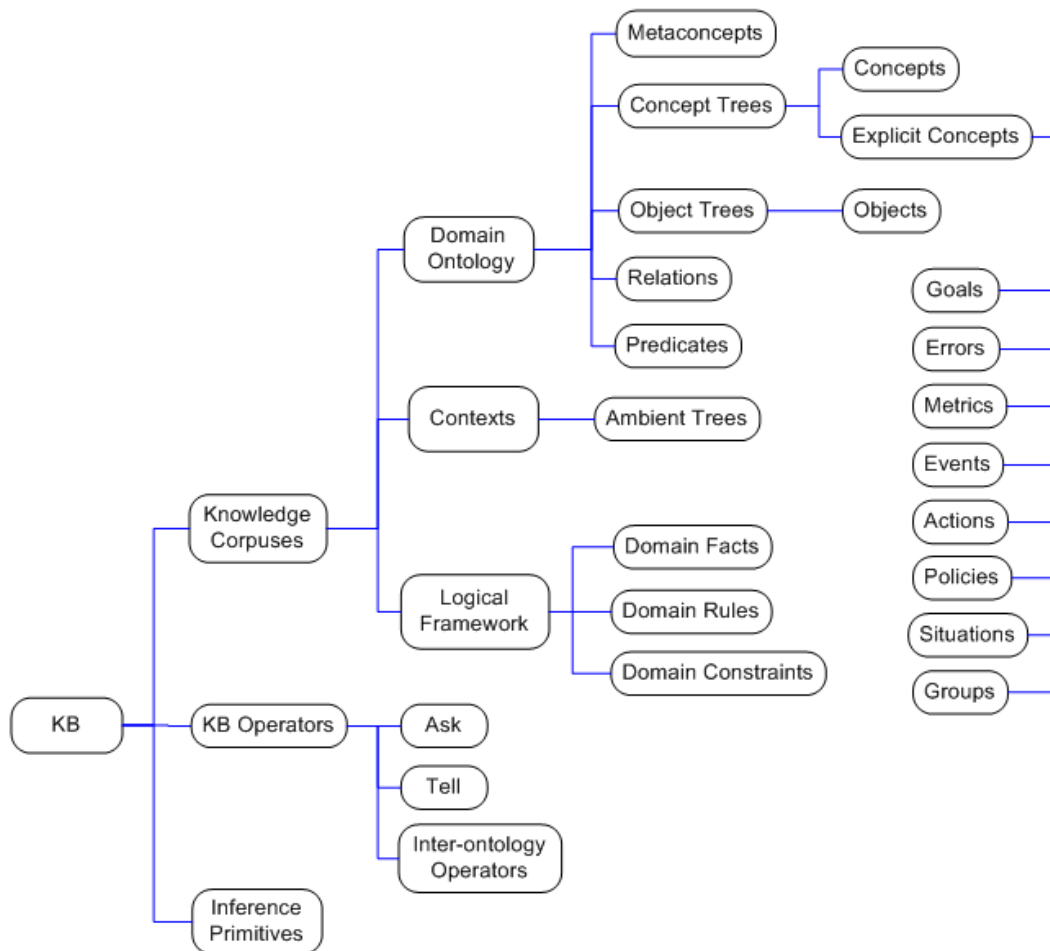 Metaconcepts
Concepts
Concept Trees
Explicit Concepts
Object Trees
Objects
Domain
Ontology
Relations
Goals
Predicates
Errors
Metrics
Contexts
Ambient Trees
Events
Knowledge
Corpuses
Actions
Domain Facts
Policies
Logical
Framework
Domain Rules
Situations
Domain Constraints
Groups
KB
KB Operators
Ask
Tell
Inter-ontology
Operators
Inference
Primitives